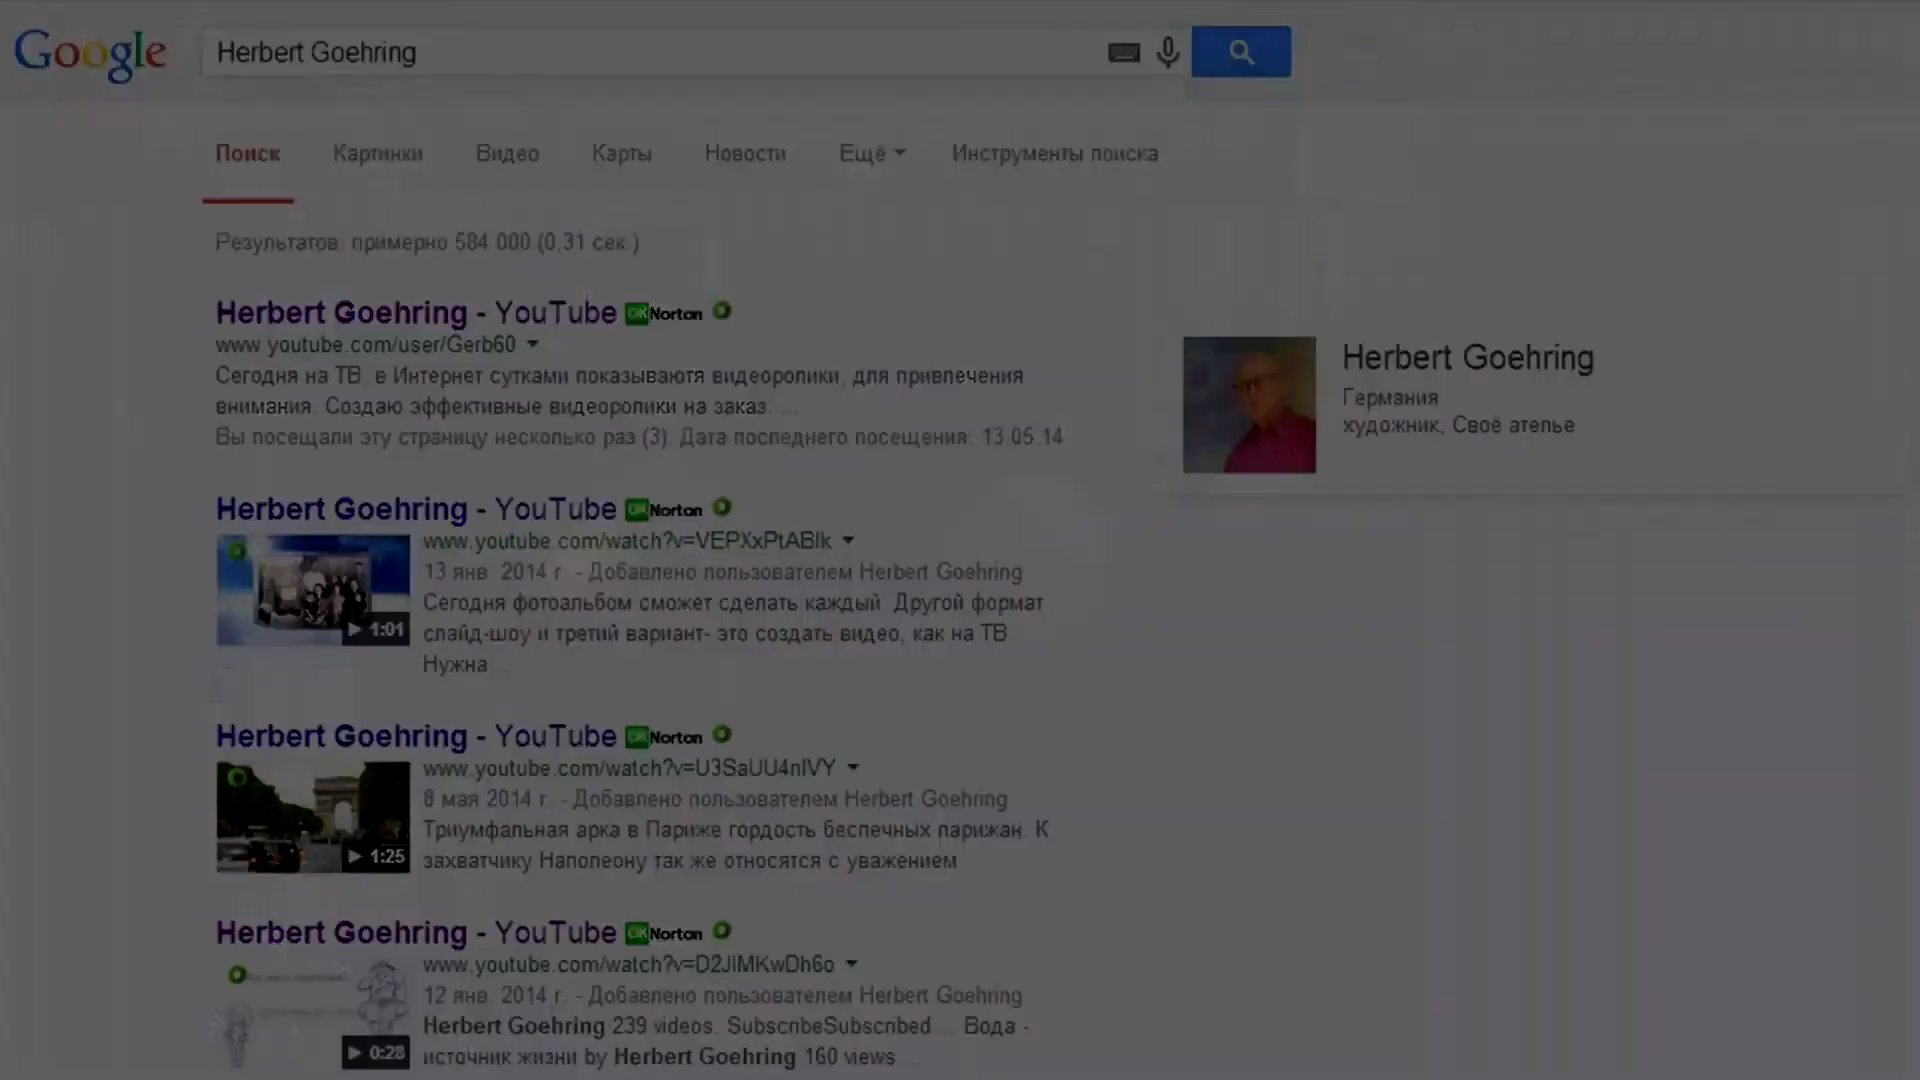 Google
Herbert Goehring
Поиск Картинки Видео Карты Новости Ещё Инструменты поиска
Результатов: примерно 584 000 (0,31 сек.)
Herbert Goehring - YouTube OK Norton
www.youtube.com/user/Gerb60
Сегодня на ТВ. в Интернет сутками показываютя видеоролики, для привлечения
внимания. Создаю эффективные видеоролики на заказ. ...
Вы посещали эту страницу несколько раз (3). Дата последнего посещения: 13.05.14
Herbert Goehring
Германия
художник, Своё ателье
Herbert Goehring - YouTube OK Norton
www.youtube.com/watch?v=VEPXxPtABlk
1:01
13 янв. 2014 г. - Добавлено пользователем Herbert Goehring
Сегодня фотоальбом сможет сделать каждый. Другой формат
слайд-шоу и третий вариант- это создать видео, как на ТВ
Нужна ...
Herbert Goehring - YouTube OK Norton
www.youtube.com/watch?v=U3SaUU4nlVY
1:25
8 мая 2014 г. - Добавлено пользователем Herbert Goehring
Триумфальная арка в Париже гордость беспечных парижан. К
захватчику Наполеону так же относятся с уважением
Herbert Goehring - YouTube OK Norton
www.youtube.com/watch?v=D2JlMKwDh6o
0:28
12 янв. 2014 г. - Добавлено пользователем Herbert Goehring
Herbert Goehring 239 videos. SubscribeSubscribed ... Вода -
источник жизни by Herbert Goehring 160 views ...